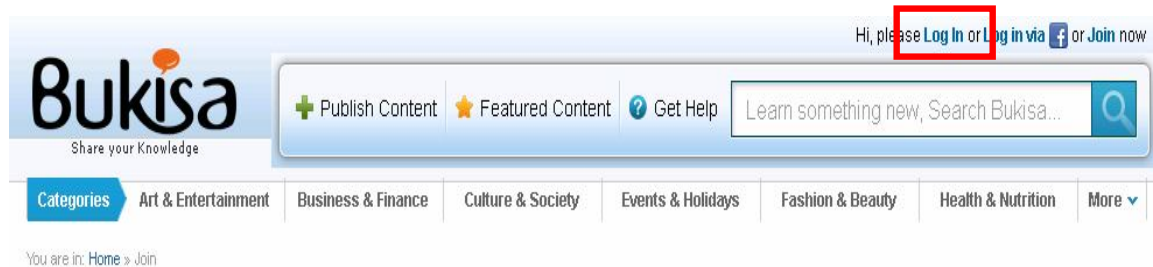 Hi, please Log In or Log in via f or Join now
Bukisa
Share your Knowledge
Publish Content Featured Content ? Get Help Learn something new, Search Bukisa...
Categories Art & Entertainment Business & Finance Culture & Society Events & Holidays Fashion & Beauty Health & Nutrition More
You are in: Home » Join